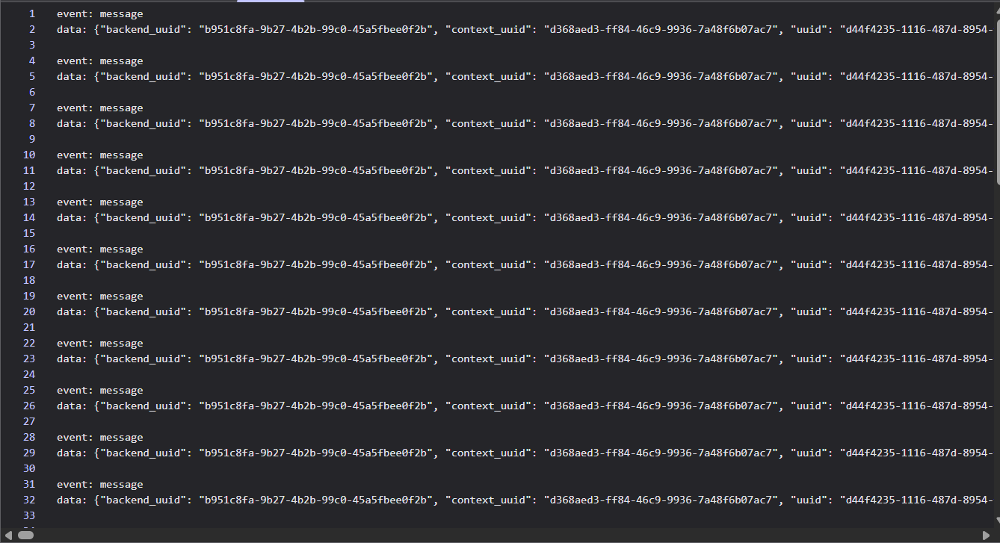 1 event: message
2 data: {"backend_uuid": "b951c8fa-9b27-4b2b-99c0-45a5fbee0f2b", "context_uuid": "d368aed3-ff84-46c9-9936-7a48f6b07ac7", "uuid": "d44f4235-1116-487d-8954-
3
4 event: message
5 data: {"backend_uuid": "b951c8fa-9b27-4b2b-99c0-45a5fbee0f2b", "context_uuid": "d368aed3-ff84-46c9-9936-7a48f6b07ac7", "uuid": "d44f4235-1116-487d-8954-
6
7 event: message
8 data: {"backend_uuid": "b951c8fa-9b27-4b2b-99c0-45a5fbee0f2b", "context_uuid": "d368aed3-ff84-46c9-9936-7a48f6b07ac7", "uuid": "d44f4235-1116-487d-8954-
9
10 event: message
11 data: {"backend_uuid": "b951c8fa-9b27-4b2b-99c0-45a5fbee0f2b", "context_uuid": "d368aed3-ff84-46c9-9936-7a48f6b07ac7", "uuid": "d44f4235-1116-487d-8954-
12
13 event: message
14 data: {"backend_uuid": "b951c8fa-9b27-4b2b-99c0-45a5fbee0f2b", "context_uuid": "d368aed3-ff84-46c9-9936-7a48f6b07ac7", "uuid": "d44f4235-1116-487d-8954-
15
16 event: message
17 data: {"backend_uuid": "b951c8fa-9b27-4b2b-99c0-45a5fbee0f2b", "context_uuid": "d368aed3-ff84-46c9-9936-7a48f6b07ac7", "uuid": "d44f4235-1116-487d-8954-
18
19 event: message
20 data: {"backend_uuid": "b951c8fa-9b27-4b2b-99c0-45a5fbee0f2b", "context_uuid": "d368aed3-ff84-46c9-9936-7a48f6b07ac7", "uuid": "d44f4235-1116-487d-8954-
21
22 event: message
23 data: {"backend_uuid": "b951c8fa-9b27-4b2b-99c0-45a5fbee0f2b", "context_uuid": "d368aed3-ff84-46c9-9936-7a48f6b07ac7", "uuid": "d44f4235-1116-487d-8954-
24
25 event: message
26 data: {"backend_uuid": "b951c8fa-9b27-4b2b-99c0-45a5fbee0f2b", "context_uuid": "d368aed3-ff84-46c9-9936-7a48f6b07ac7", "uuid": "d44f4235-1116-487d-8954-
27
28 event: message
29 data: {"backend_uuid": "b951c8fa-9b27-4b2b-99c0-45a5fbee0f2b", "context_uuid": "d368aed3-ff84-46c9-9936-7a48f6b07ac7", "uuid": "d44f4235-1116-487d-8954-
30
31 event: message
32 data: {"backend_uuid": "b951c8fa-9b27-4b2b-99c0-45a5fbee0f2b", "context_uuid": "d368aed3-ff84-46c9-9936-7a48f6b07ac7", "uuid": "d44f4235-1116-487d-8954-
33